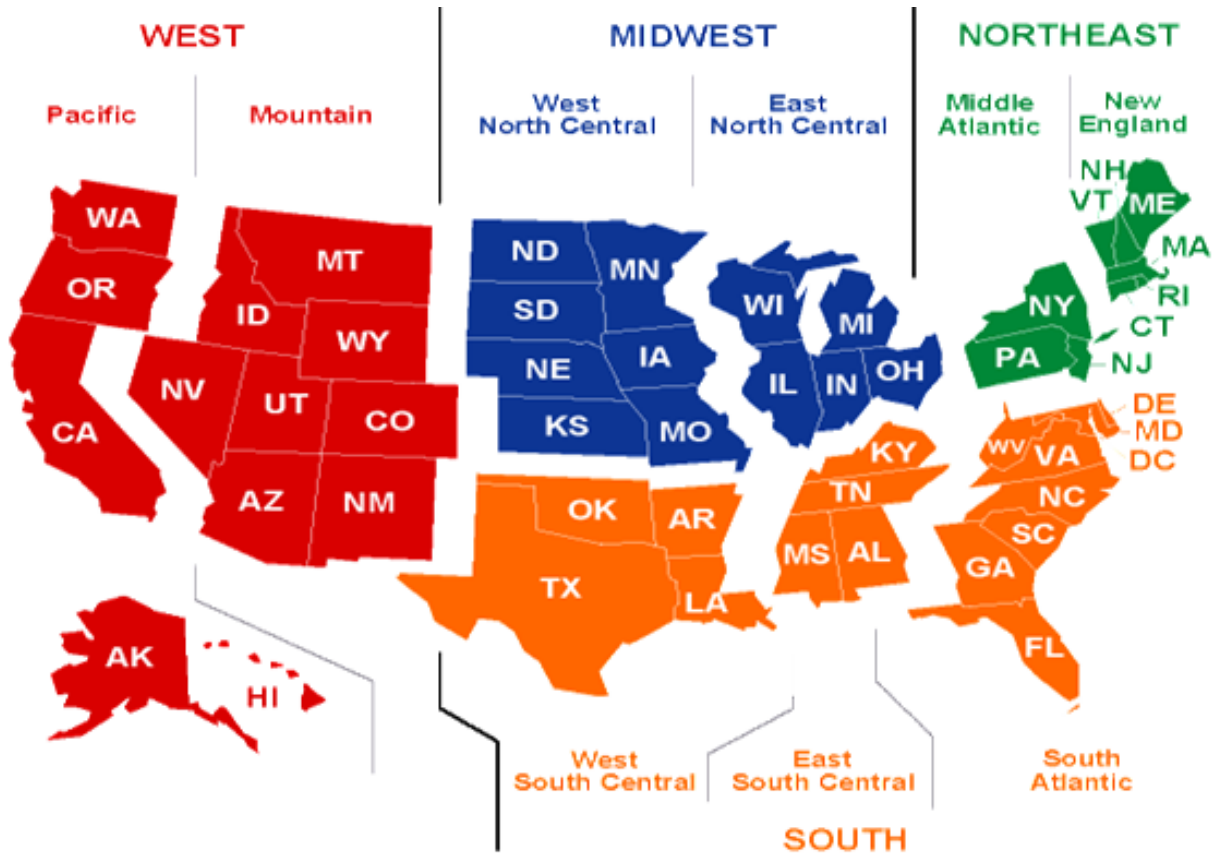 WEST
MIDWEST
NORTHEAST
Pacific
Mountain
West
North Central
East
North Central
Middle
Atlantic
New
England
WA
OR
CA
NV
ID
MT
WY
UT
CO
AZ
NM
AK
HI
ND
SD
NE
KS
MN
IA
MO
WI
MI
IL
IN
OH
NH
VT
ME
MA
RI
CT
NY
PA
NJ
DE
MD
DC
WV
VA
KY
TN
NC
SC
GA
FL
MS
AL
OK
AR
TX
LA
West
South Central
East
South Central
South
Atlantic
SOUTH